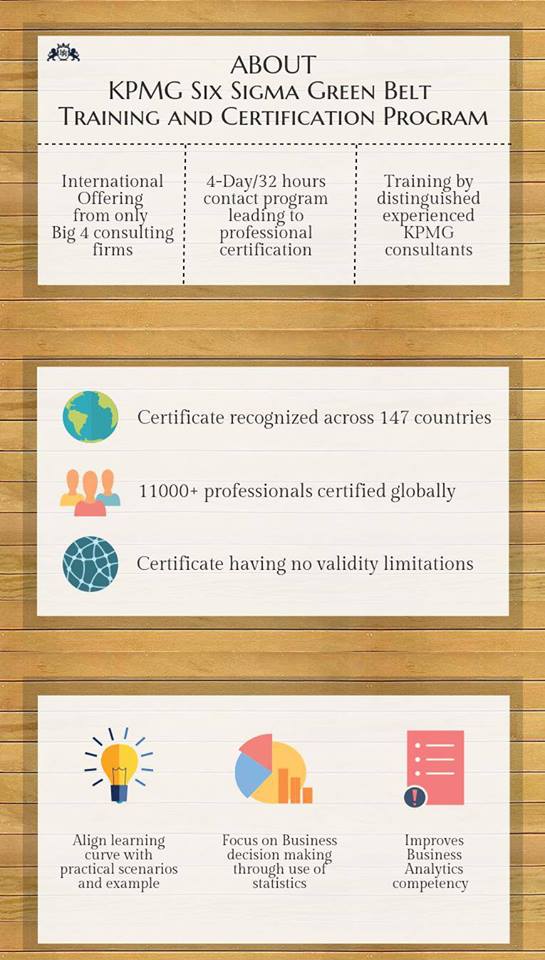 ABOUT
KPMG Six Sigma Green Belt
Training and Certification Program
International
Offering
from only
Big 4 consulting
firms
4-Day/32 hours
contact program
leading to
professional
certification
Training by
distinguished
experienced
KPMG
consultants
Certificate recognized across 147 countries
11000+ professionals certified globally
Certificate having no validity limitations
Align learning
curve with
practical scenarios
and example
Focus on Business
decision making
through use of
statistics
Improves
Business
Analytics
competency